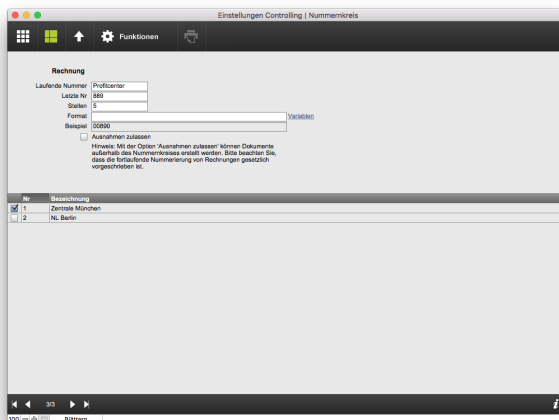 Einstellungen Controlling | Nummernkreis
Funktionen
Rechnung
Laufende Nummer Profitcenter
Letzte Nr 889
Stellen 5
Format Variablen
Beispiel 00890
Ausnahmen zulassen
Hinweis: Mit der Option 'Ausnahmen zulassen' können Dokumente
außerhalb des Nummernkreises erstellt werden. Bitte beachten Sie,
dass die fortlaufende Nummerierung von Rechnungen gesetzlich
vorgeschrieben ist.
Nr Bezeichnung
1 Zentrale München
2 NL Berlin
3/3
100 Blättern